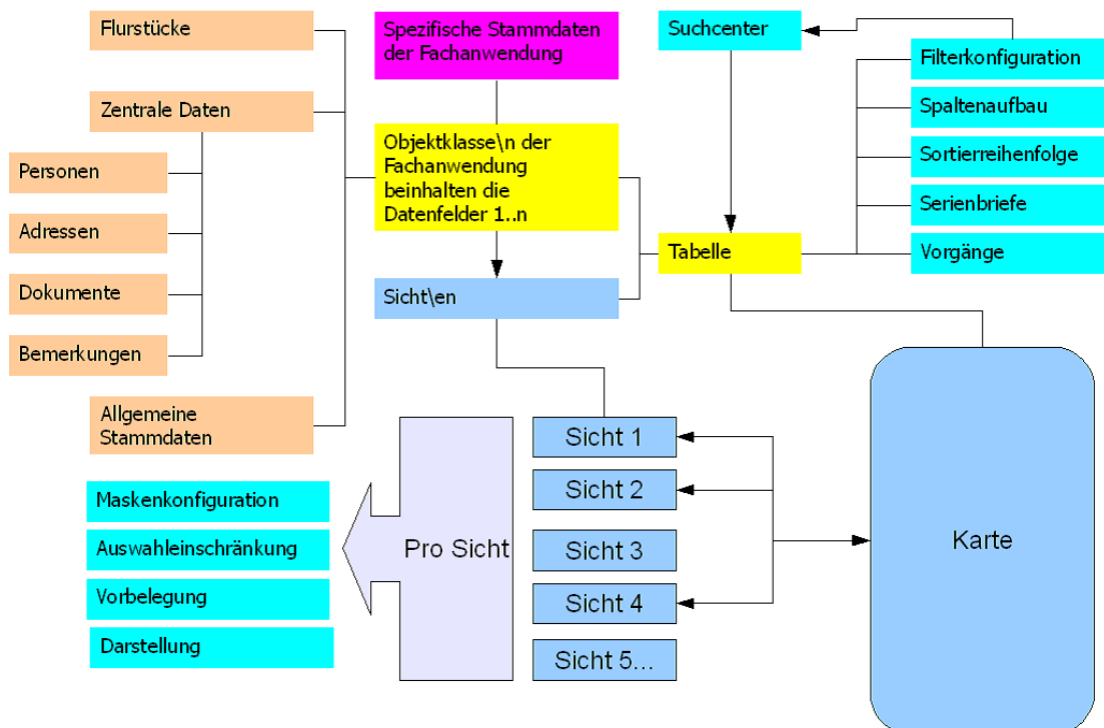 Flurstücke
Zentrale Daten
Personen
Adressen
Dokumente
Bemerkungen
Allgemeine
Stammdaten
Spezifische Stammdaten
der Fachanwendung
Objektklasse\n der
Fachanwendung
beinhalten die
Datenfelder 1..n
Sicht\en
Suchcenter
Tabelle
Filterkonfiguration
Spaltenaufbau
Sortierreihenfolge
Serienbriefe
Vorgänge
Maskenkonfiguration
Auswahleinschränkung
Vorbelegung
Darstellung
Pro Sicht
Sicht 1
Sicht 2
Sicht 3
Sicht 4
Sicht 5...
Karte